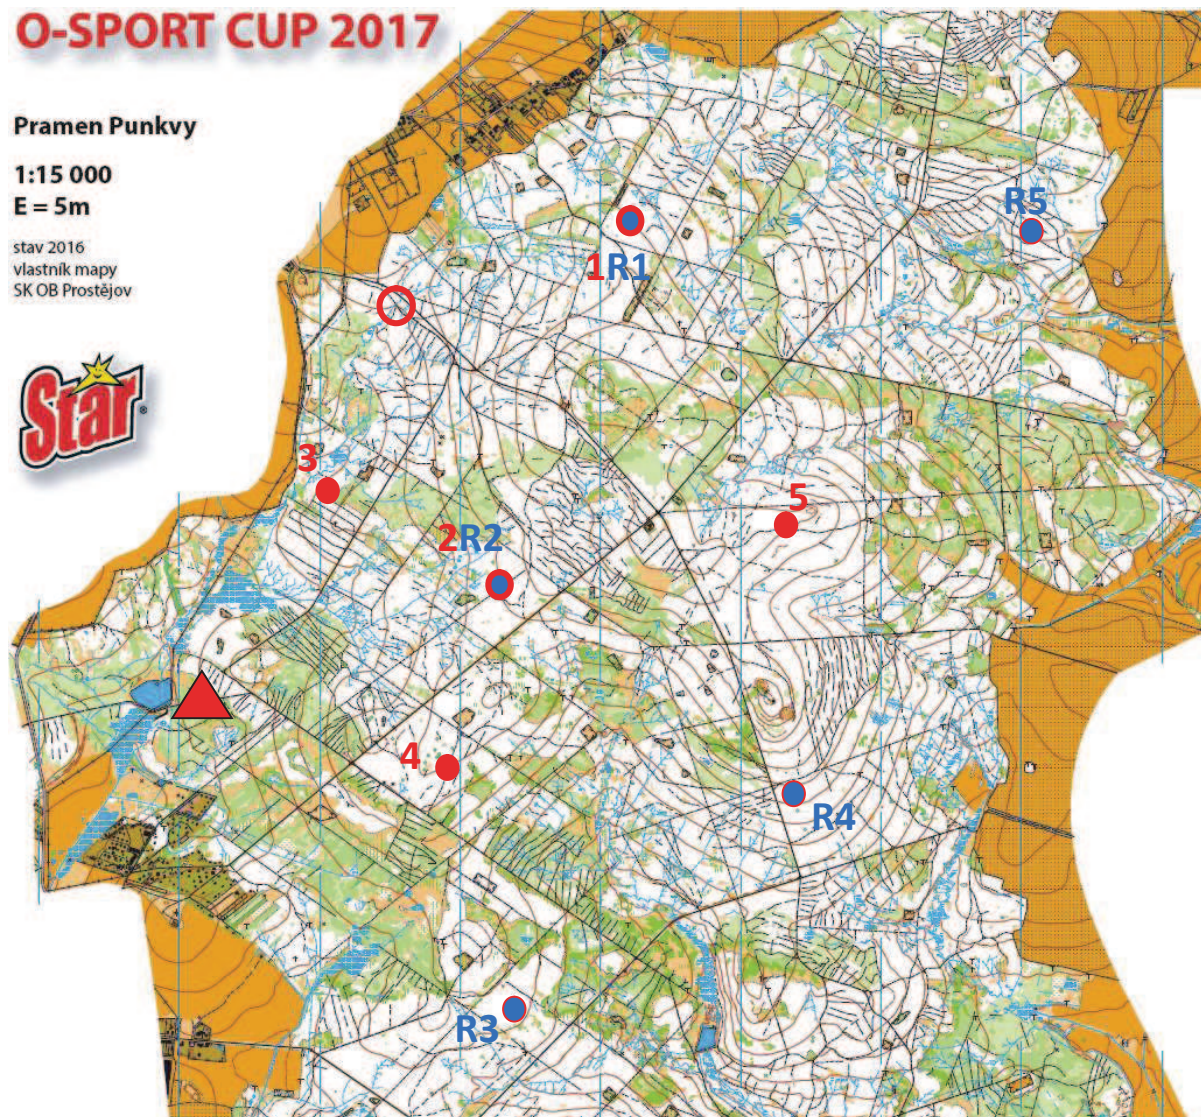 O-SPORT CUP 2017
Pramen Punkvy
1:15 000
E = 5m
stav 2016
vlastník mapy
SK OB Prostějov
Star
R5
1R1
3
5
2R2
4
R4
R3